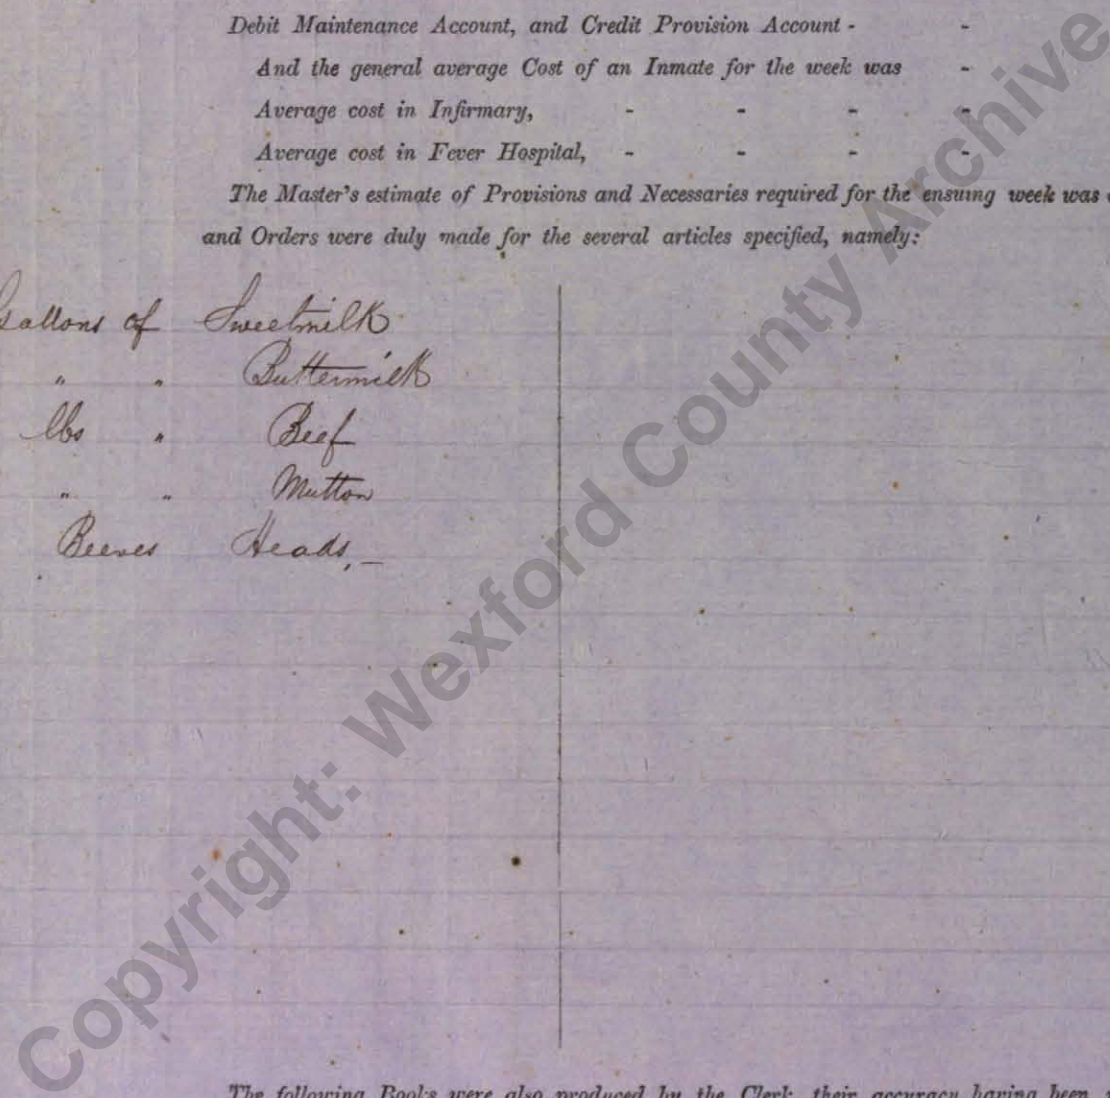 Debit Maintenance Account, and Credit Provision Account - -
And the general average Cost of an Inmate for the week was -
Average cost in Infirmary, - - - -
Average cost in Fever Hospital, - - - -
The Master's estimate of Provisions and Necessaries required for the ensuing week was
and Orders were duly made for the several articles specified, namely:
Gallons of Sweetmilk
" " Buttermilk
lbs " Beef
" " Mutton
Beeves Heads, —
The following Books were also produced by the Clerk, their accuracy having been
Copyright: Wexford County Archive